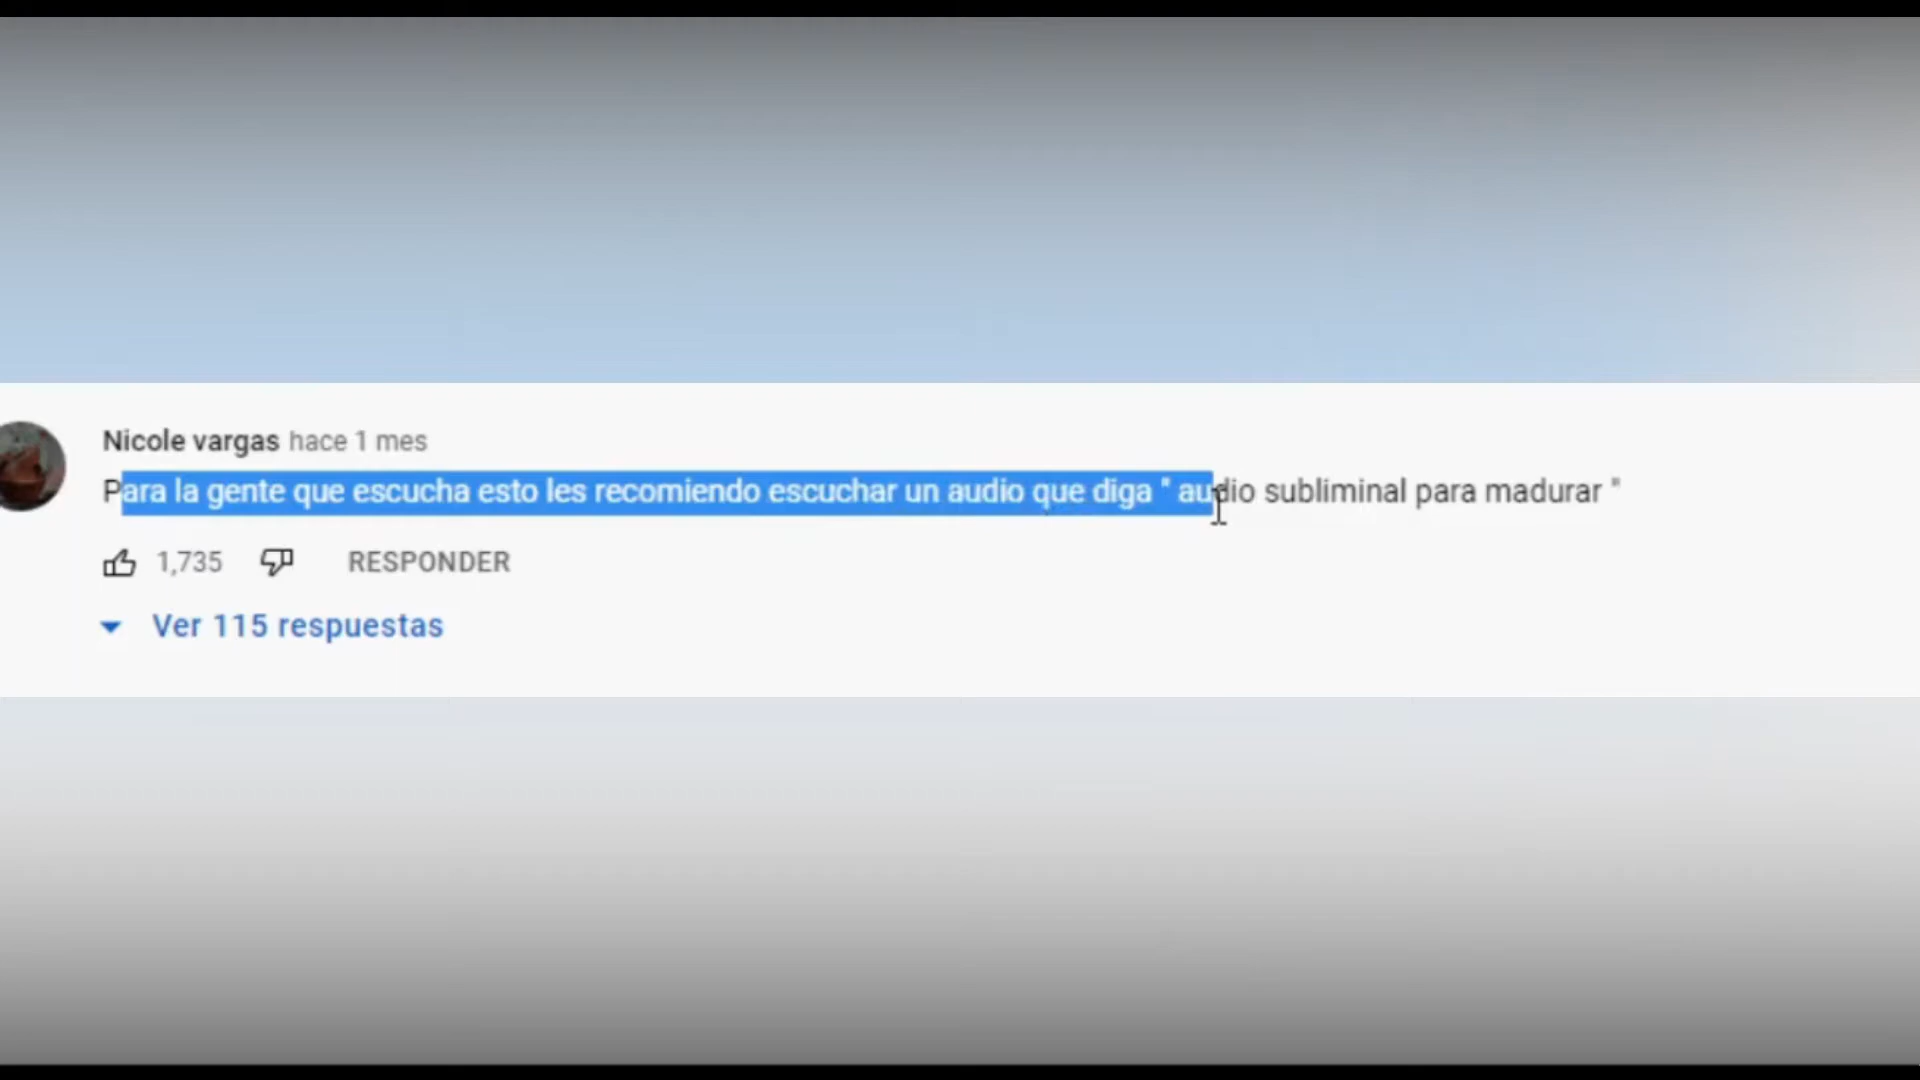 Nicole vargas hace 1 mes
Para la gente que escucha esto les recomiendo escuchar un audio que diga " audio subliminal para madurar "
1,735 RESPONDER
Ver 115 respuestas